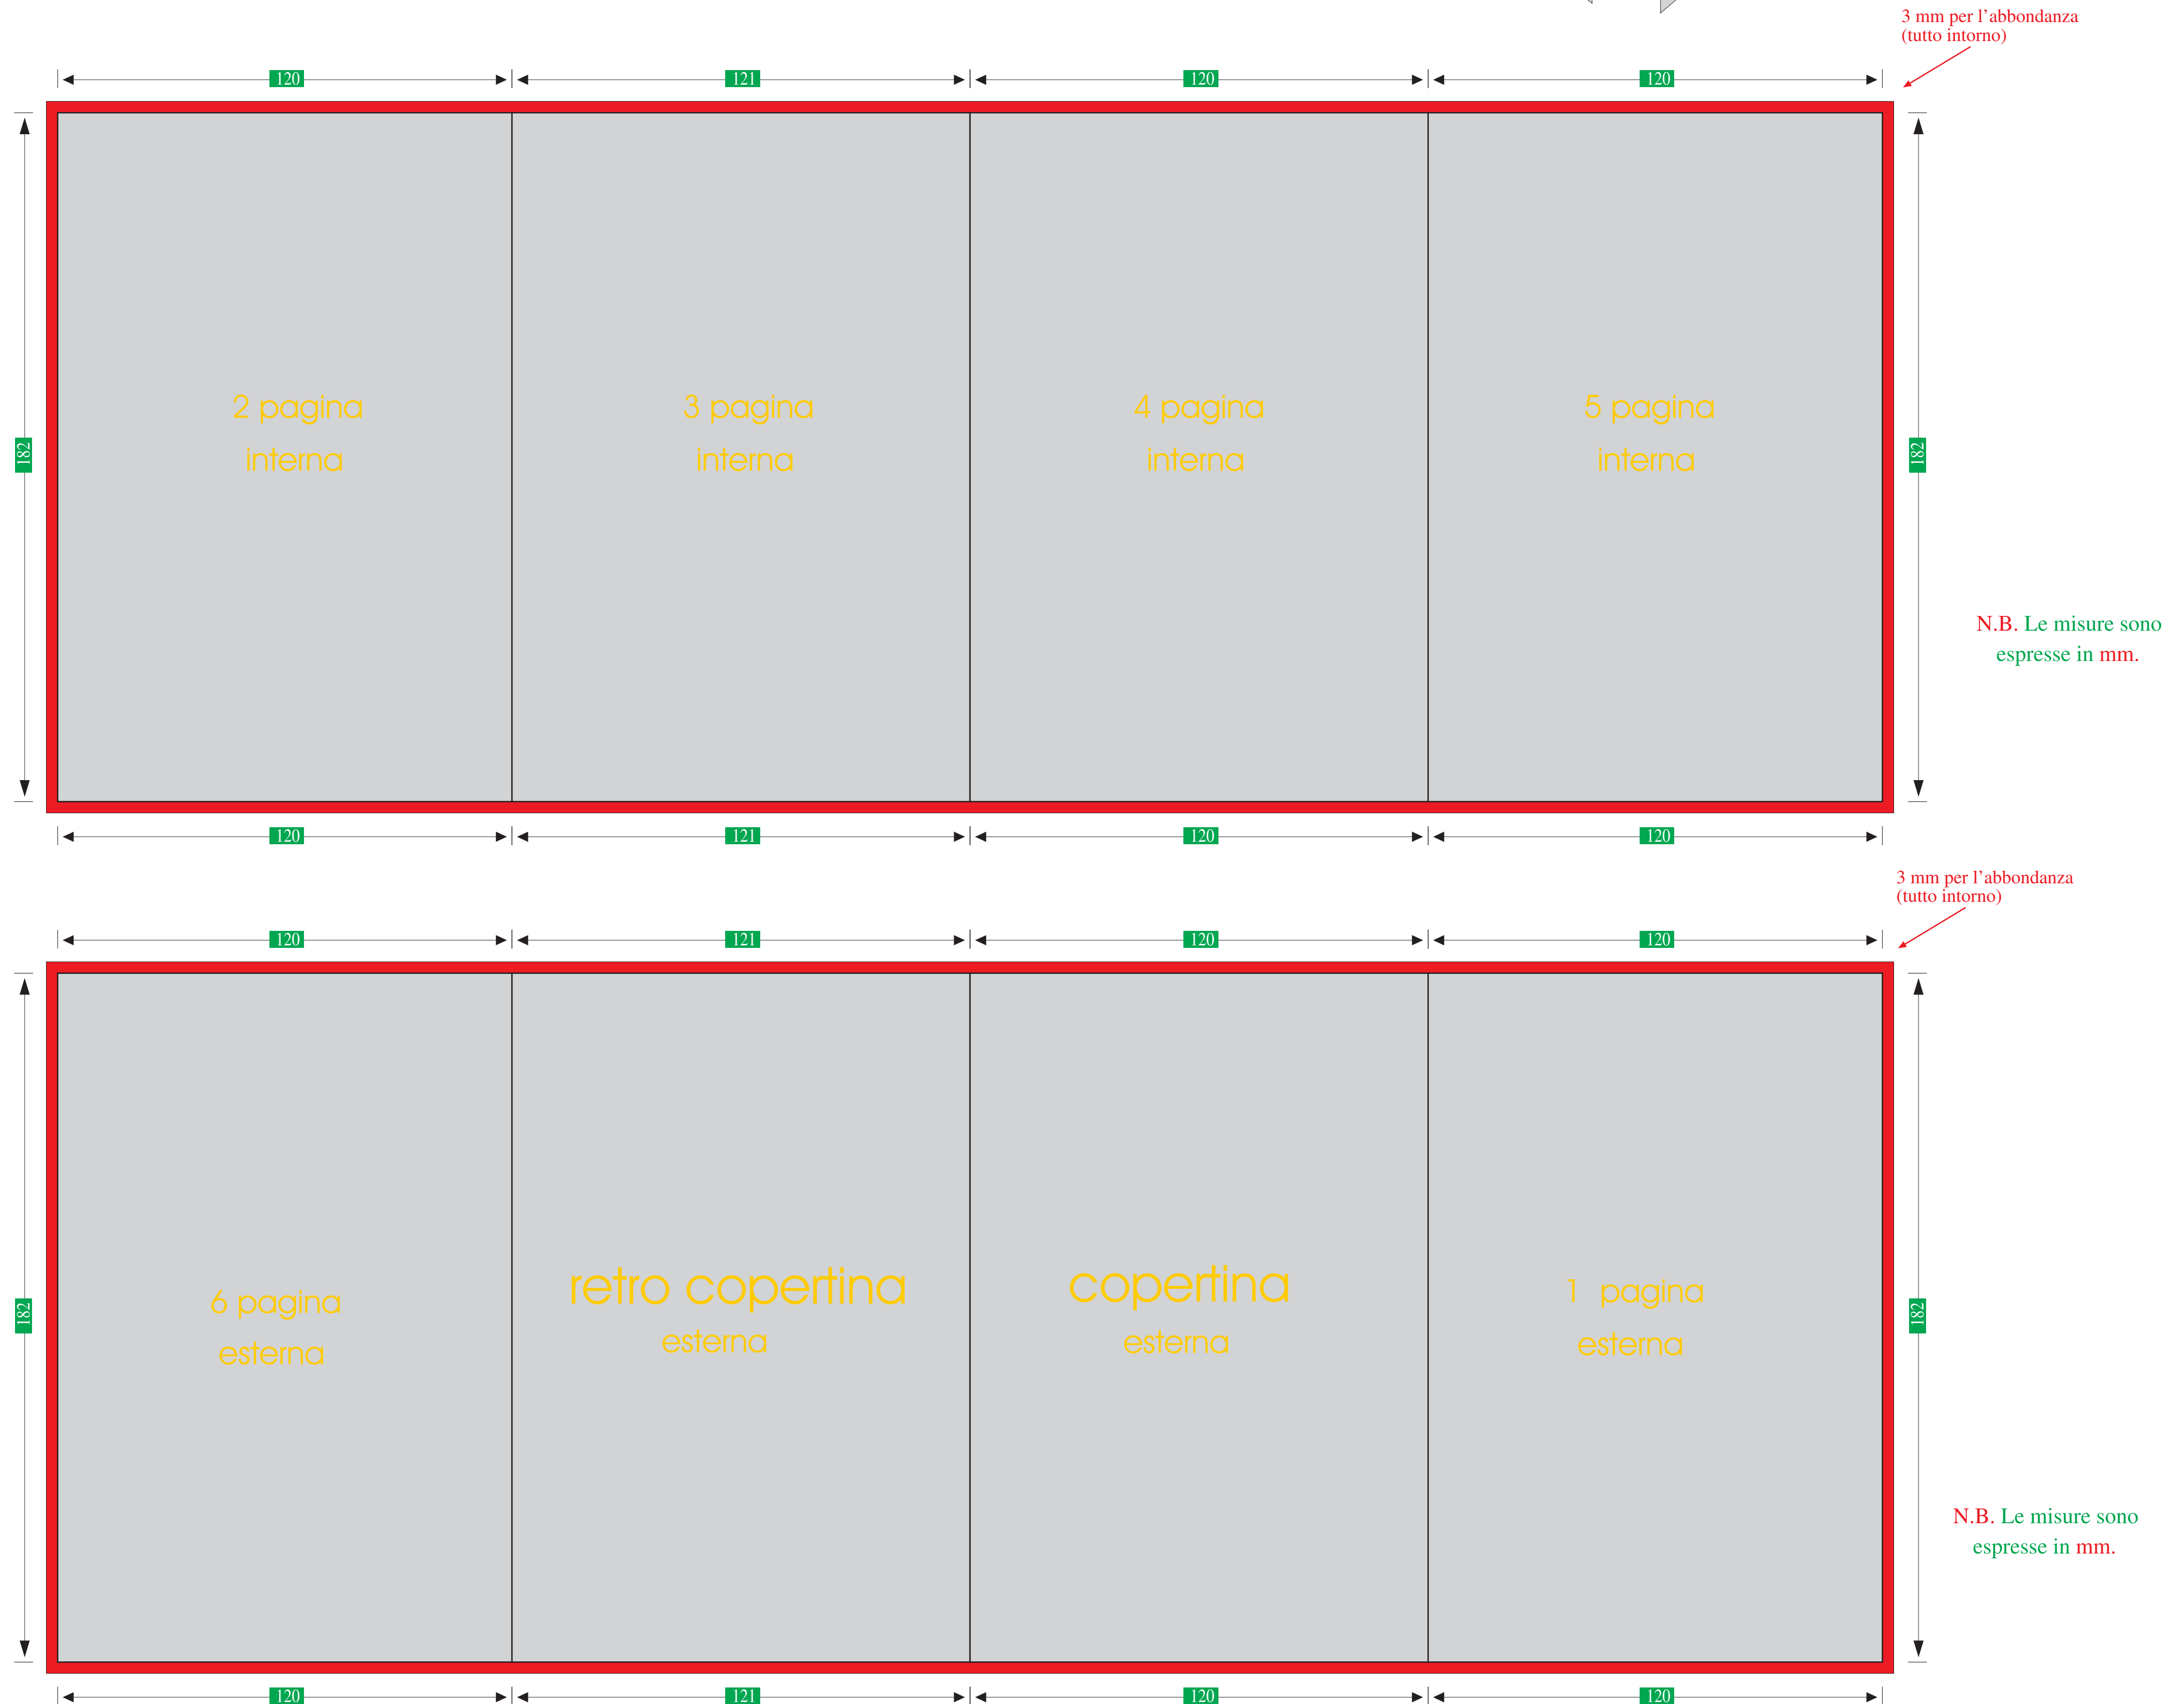 3 mm per l’abbondanza
(tutto intorno)
120 121 120 120
182 182
2 pagina
interna
3 pagina
interna
4 pagina
interna
5 pagina
interna
N.B. Le misure sono
espresse in mm.
120 121 120 120
3 mm per l’abbondanza
(tutto intorno)
120 121 120 120
182 182
6 pagina
esterna
retro copertina
esterna
copertina
esterna
1 pagina
esterna
N.B. Le misure sono
espresse in mm.
120 121 120 120